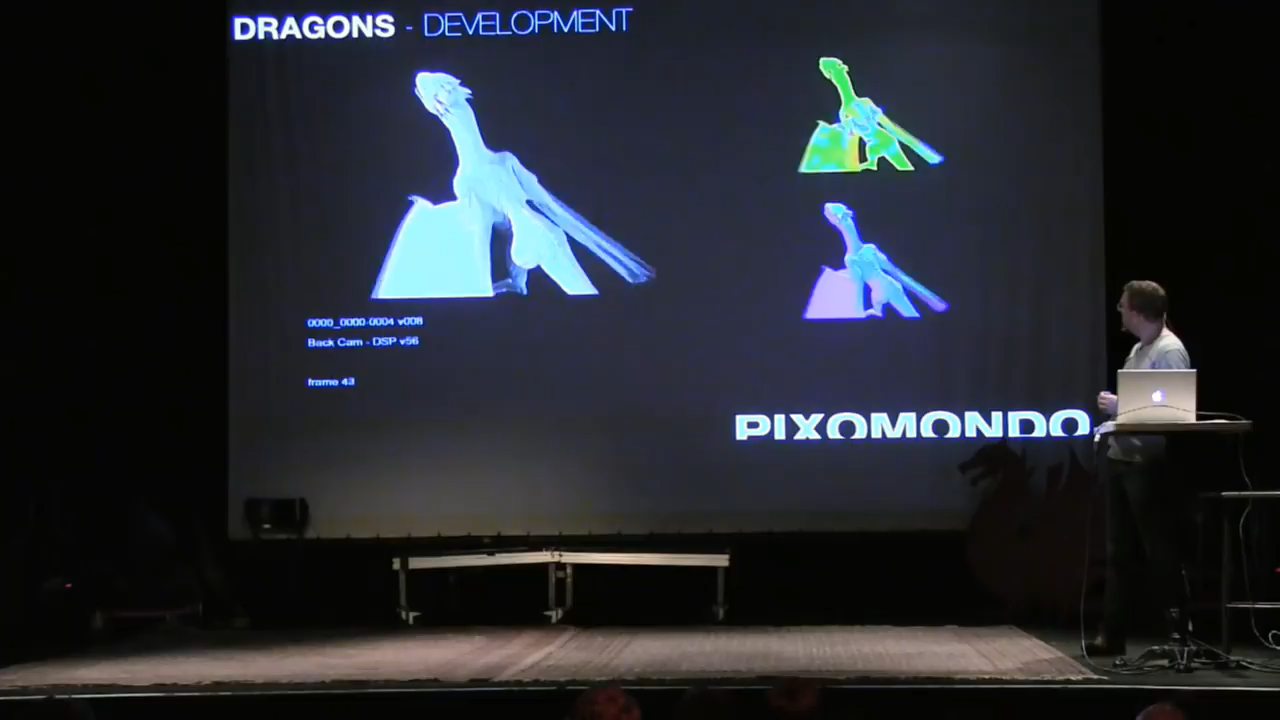 DRAGONS - DEVELOPMENT
0000_0000-0004 v008
Back Cam - DSP v56
frame 43
PIXOMONDO